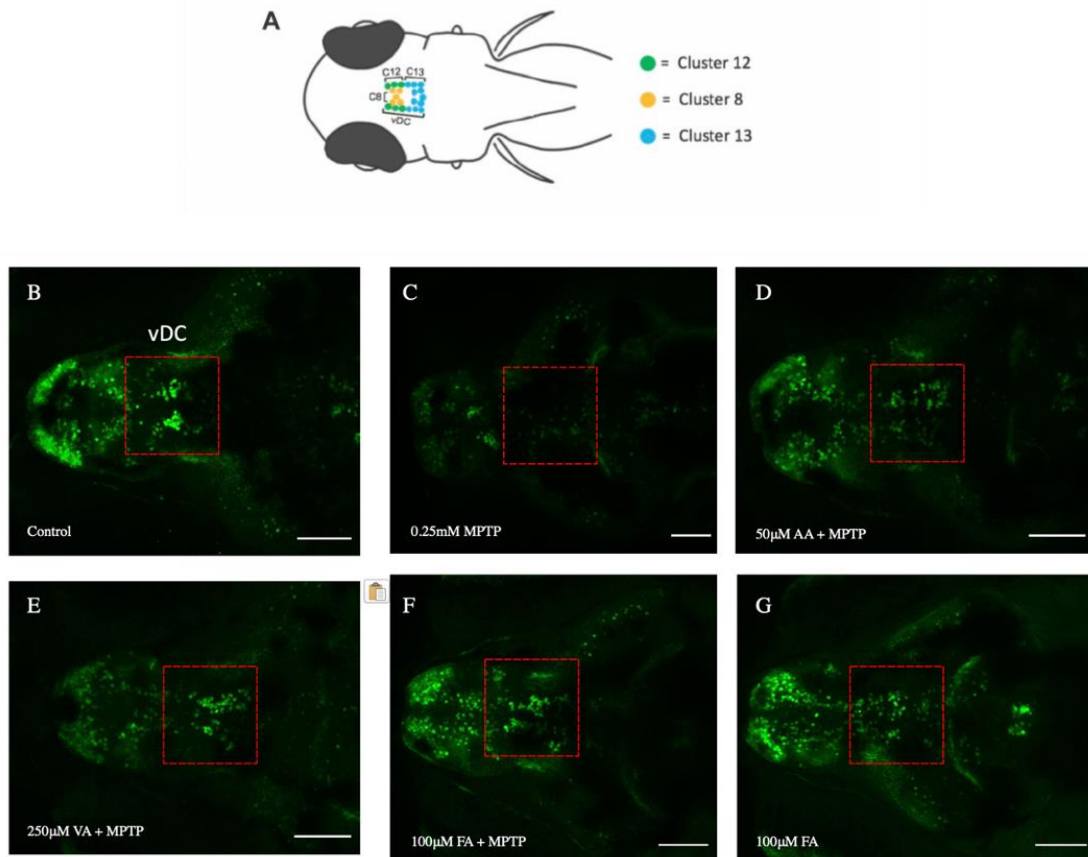 A
C12 C13
C8
vDC
= Cluster 12
= Cluster 8
= Cluster 13
B
vDC
Control
C
0.25mM MPTP
D
50µM AA + MPTP
E
250µM VA + MPTP
F
100µM FA + MPTP
G
100µM FA